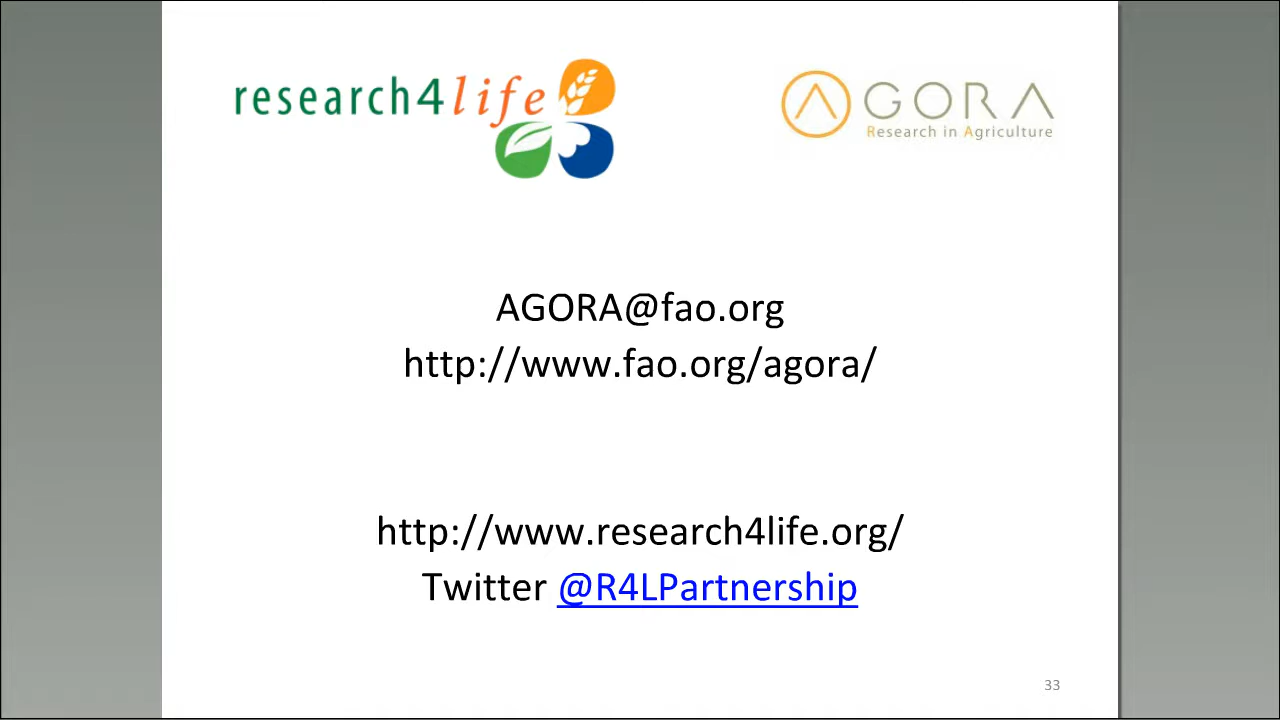 research4life
AGORA
Research in Agriculture
AGORA@fao.org
http://www.fao.org/agora/
http://www.research4life.org/
Twitter @R4LPartnership
33